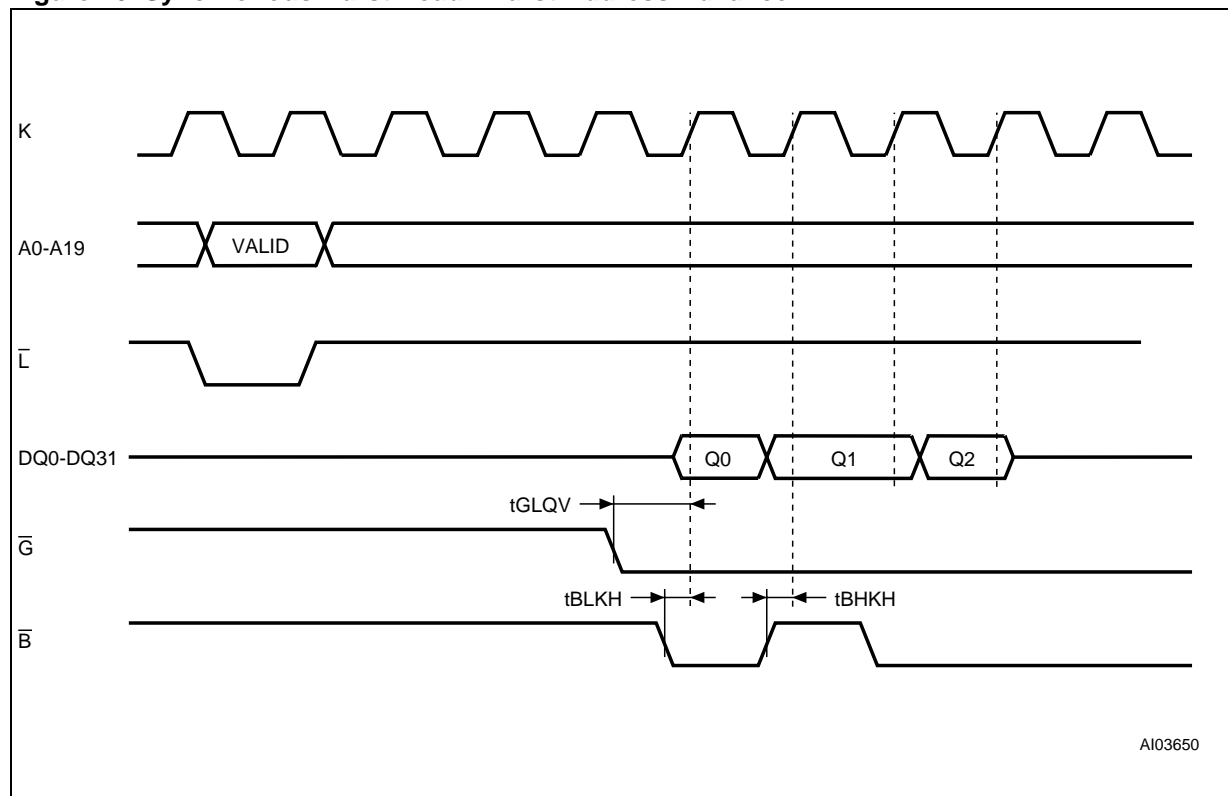 K
A0-A19
VALID
L
DQ0-DQ31
Q0
Q1
Q2
tGLQV
G
tBLKH
tBHKH
B
AI03650